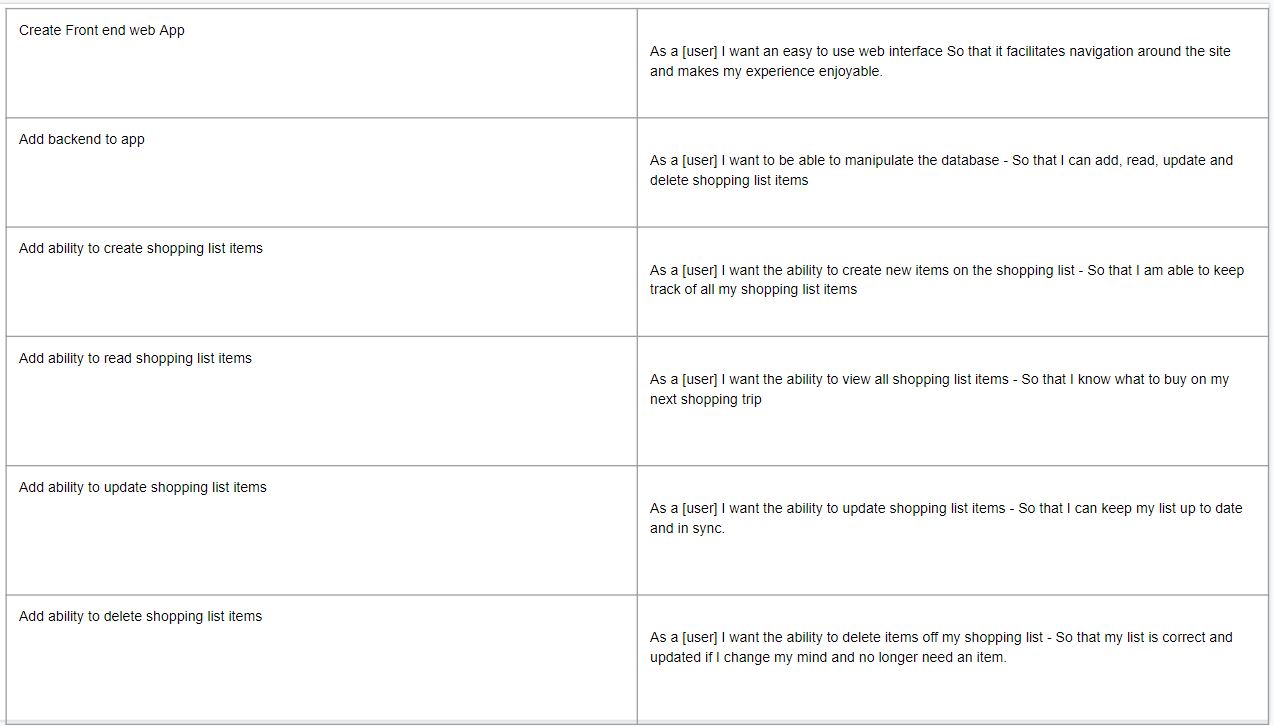 Create Front end web App
As a [user] I want an easy to use web interface So that it facilitates navigation around the site
and makes my experience enjoyable.
Add backend to app
As a [user] I want to be able to manipulate the database - So that I can add, read, update and
delete shopping list items
Add ability to create shopping list items
As a [user] I want the ability to create new items on the shopping list - So that I am able to keep
track of all my shopping list items
Add ability to read shopping list items
As a [user] I want the ability to view all shopping list items - So that I know what to buy on my
next shopping trip
Add ability to update shopping list items
As a [user] I want the ability to update shopping list items - So that I can keep my list up to date
and in sync.
Add ability to delete shopping list items
As a [user] I want the ability to delete items off my shopping list - So that my list is correct and
updated if I change my mind and no longer need an item.